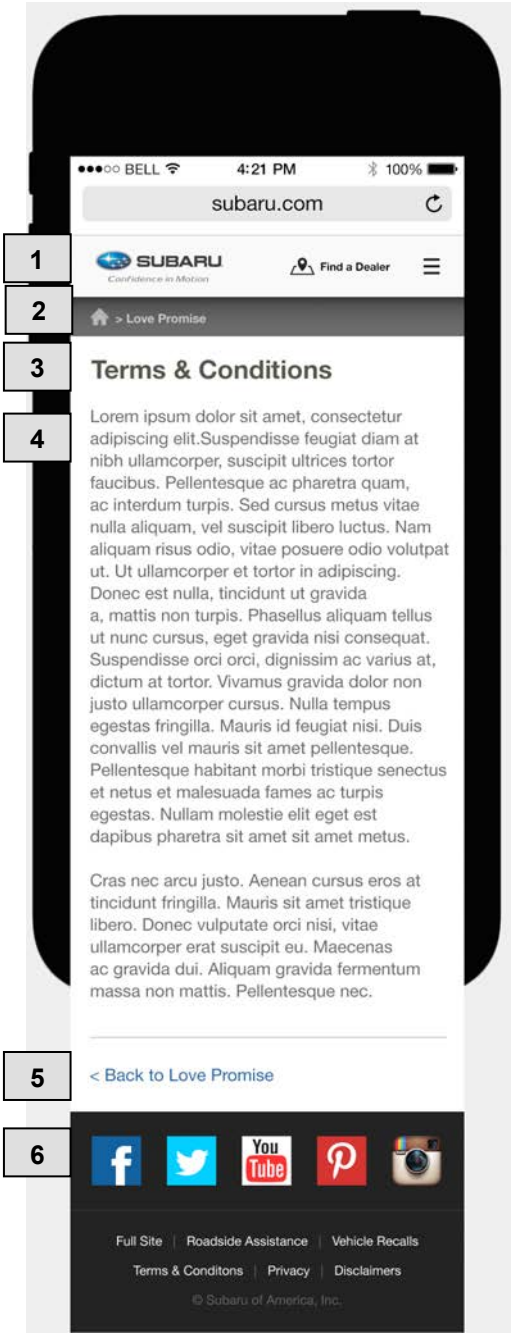 BELL 4:21 PM 100%
subaru.com
1
SUBARU Find a Dealer
Confidence in Motion
2
> Love Promise
3
Terms & Conditions
4
Lorem ipsum dolor sit amet, consectetur
adipiscing elit.Suspendisse feugiat diam at
nibh ullamcorper, suscipit ultrices tortor
faucibus. Pellentesque ac pharetra quam,
ac interdum turpis. Sed cursus metus vitae
nulla aliquam, vel suscipit libero luctus. Nam
aliquam risus odio, vitae posuere odio volutpat
ut. Ut ullamcorper et tortor in adipiscing.
Donec est nulla, tincidunt ut gravida
a, mattis non turpis. Phasellus aliquam tellus
ut nunc cursus, eget gravida nisi consequat.
Suspendisse orci orci, dignissim ac varius at,
dictum at tortor. Vivamus gravida dolor non
justo ullamcorper cursus. Nulla tempus
egestas fringilla. Mauris id feugiat nisi. Duis
convallis vel mauris sit amet pellentesque.
Pellentesque habitant morbi tristique senectus
et netus et malesuada fames ac turpis
egestas. Nullam molestie elit eget est
dapibus pharetra sit amet sit amet metus.
Cras nec arcu justo. Aenean cursus eros at
tincidunt fringilla. Mauris sit amet tristique
libero. Donec vulputate orci nisi, vitae
ullamcorper erat suscipit eu. Maecenas
ac gravida dui. Aliquam gravida fermentum
massa non mattis. Pellentesque nec.
5
< Back to Love Promise
6
You
Tube
Full Site | Roadside Assistance | Vehicle Recalls
Terms & Conditons | Privacy | Disclaimers
© Subaru of America, Inc.